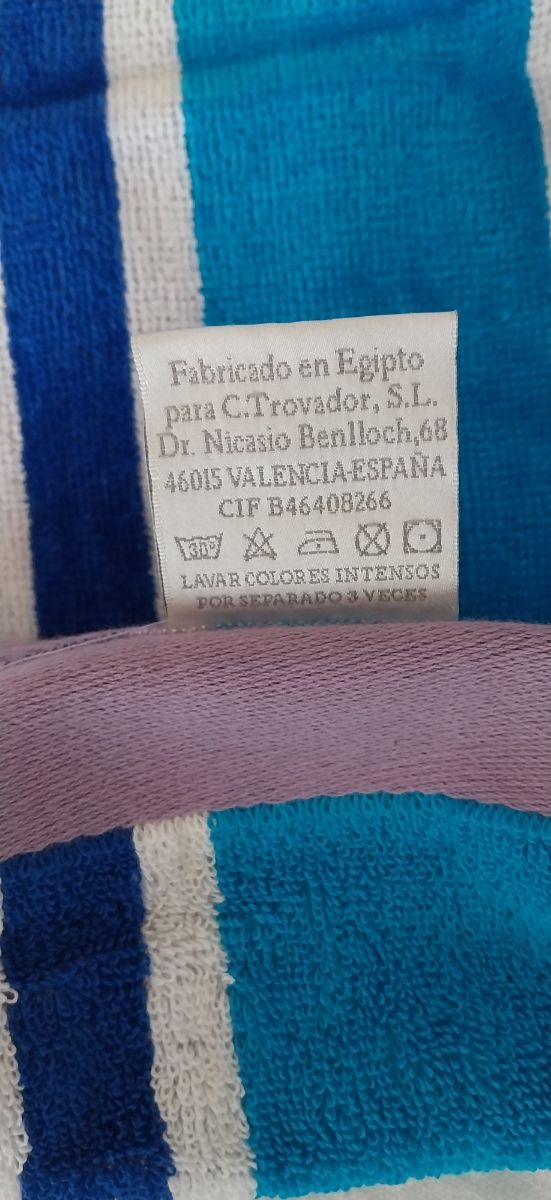 Fabricado en Egipto
para C.Trovador, S.L.
Dr. Nicasio Benlloch,68
46015 VALENCIA-ESPAÑA
CIF B46408266
30°
LAVAR COLORES INTENSOS
POR SEPARADO 3 VECES